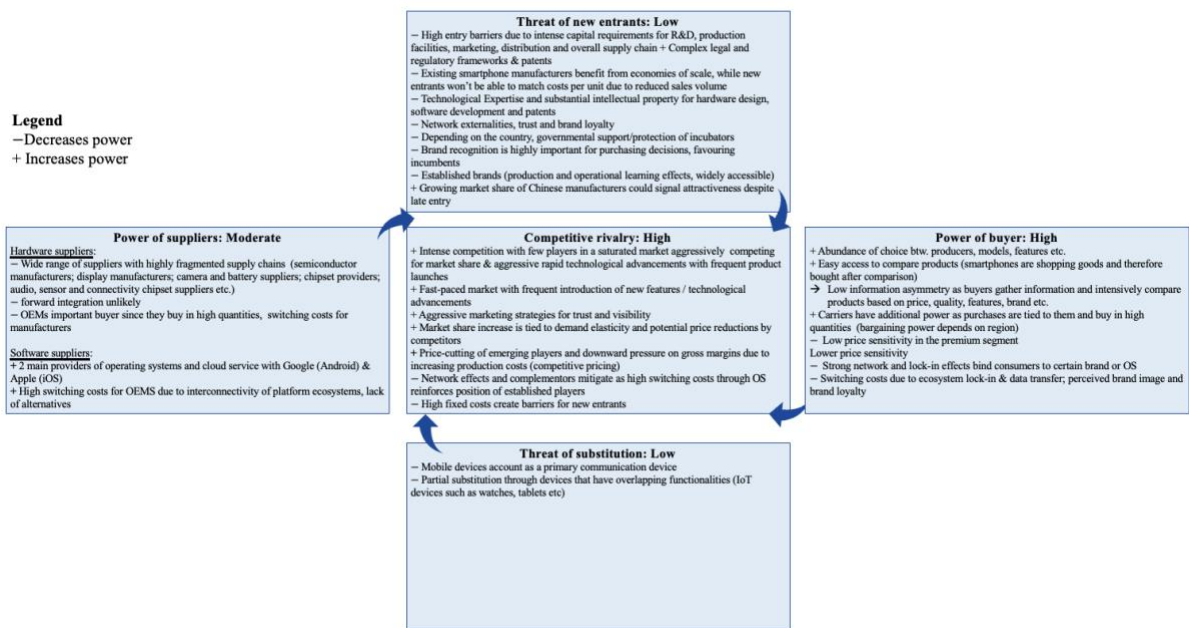 Threat of new entrants: Low
− High entry barriers due to intense capital requirements for R&D, production
facilities, marketing, distribution and overall supply chain + Complex legal and
regulatory frameworks & patents
− Existing smartphone manufacturers benefit from economies of scale, while new
entrants won't be able to match costs per unit due to reduced sales volume
− Technological Expertise and substantial intellectual property for hardware design,
software development and patents
− Network externalities, trust and brand loyalty
− Depending on the country, governmental support/protection of incubators
− Brand recognition is highly important for purchasing decisions, favouring
incumbents
− Established brands (production and operational learning effects, widely accessible)
+ Growing market share of Chinese manufacturers could signal attractiveness despite
late entry
Legend
−Decreases power
+ Increases power
Power of suppliers: Moderate
Hardware suppliers:
− Wide range of suppliers with highly fragmented supply chains (semiconductor
manufacturers; display manufacturers; camera and battery suppliers; chipset providers;
audio, sensor and connectivity chipset suppliers etc.)
− forward integration unlikely
− OEMs important buyer since they buy in high quantities, switching costs for
manufacturers
Software suppliers:
+ 2 main providers of operating systems and cloud service with Google (Android) &
Apple (iOS)
+ High switching costs for OEMS due to interconnectivity of platform ecosystems, lack
of alternatives
Competitive rivalry: High
+ Intense competition with few players in a saturated market aggressively competing
for market share & aggressive rapid technological advancements with frequent product
launches
+ Fast-paced market with frequent introduction of new features / technological
advancements
+ Aggressive marketing strategies for trust and visibility
+ Market share increase is tied to demand elasticity and potential price reductions by
competitors
+ Price-cutting of emerging players and downward pressure on gross margins due to
increasing production costs (competitive pricing)
− Network effects and complementors mitigate as high switching costs through OS
reinforces position of established players
− High fixed costs create barriers for new entrants
Power of buyer: High
+ Abundance of choice btw. producers, models, features etc.
+ Easy access to compare products (smartphones are shopping goods and therefore
bought after comparison)
→ Low information asymmetry as buyers gather information and intensively compare
products based on price, quality, features, brand etc.
+ Carriers have additional power as purchases are tied to them and buy in high
quantities (bargaining power depends on region)
− Low price sensitivity in the premium segment
Lower price sensitivity
− Strong network and lock-in effects bind consumers to certain brand or OS
− Switching costs due to ecosystem lock-in & data transfer; perceived brand image and
brand loyalty
Threat of substitution: Low
− Mobile devices account as a primary communication device
− Partial substitution through devices that have overlapping functionalities (IoT
devices such as watches, tablets etc)